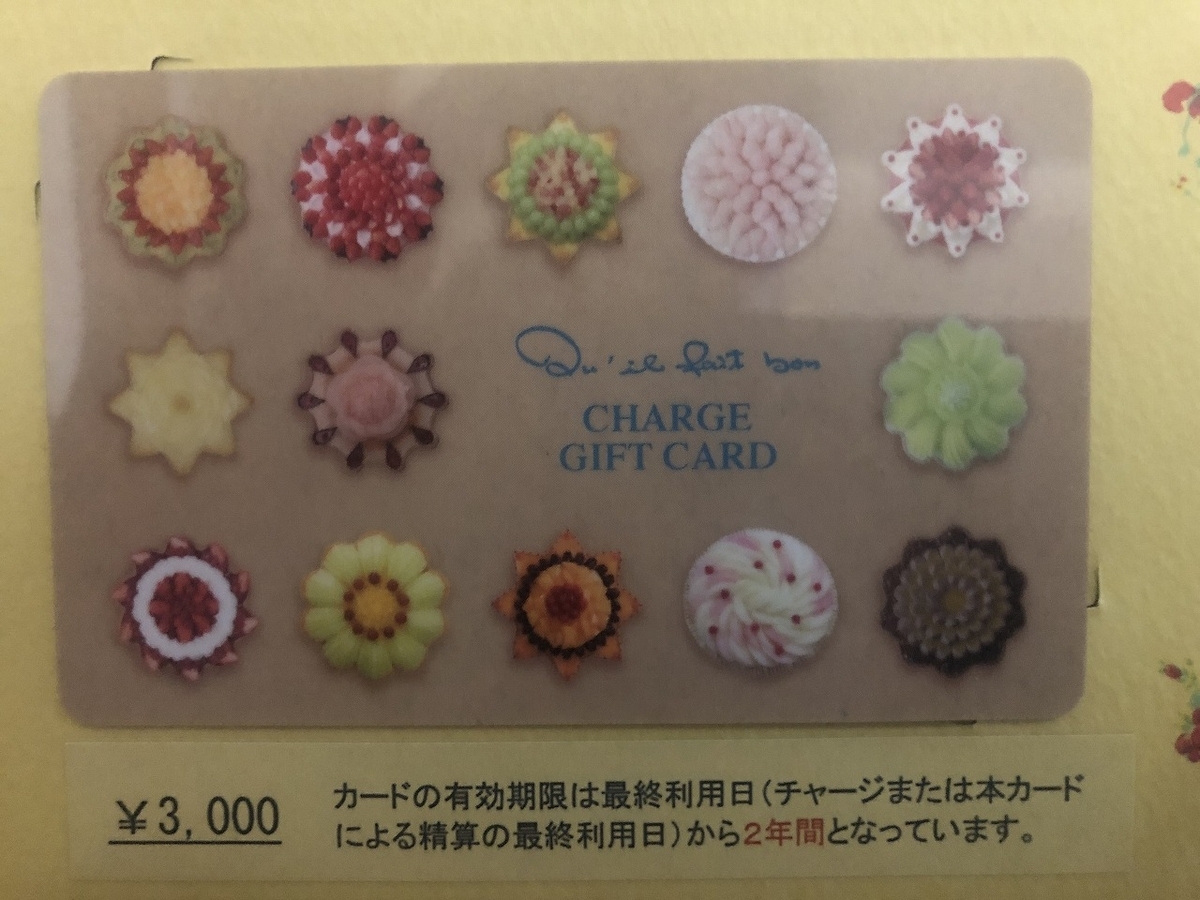 Qu'il fait bon
CHARGE
GIFT CARD
¥3,000
カードの有効期限は最終利用日(チャージまたは本カード
による精算の最終利用日)から2年間となっています。